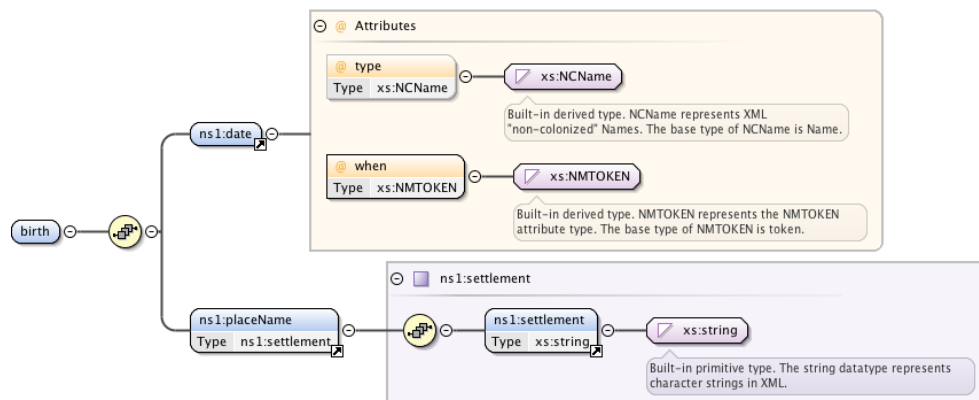 @ Attributes
@ type
Type xs:NCName
xs:NCName
Built-in derived type. NCName represents XML
"non-colonized" Names. The base type of NCName is Name.
ns1:date
@ when
Type xs:NMTOKEN
xs:NMTOKEN
Built-in derived type. NMTOKEN represents the NMTOKEN
attribute type. The base type of NMTOKEN is token.
birth
ns1:settlement
ns1:placeName
Type ns1:settlement
ns1:settlement
Type xs:string
xs:string
Built-in primitive type. The string datatype represents
character strings in XML.